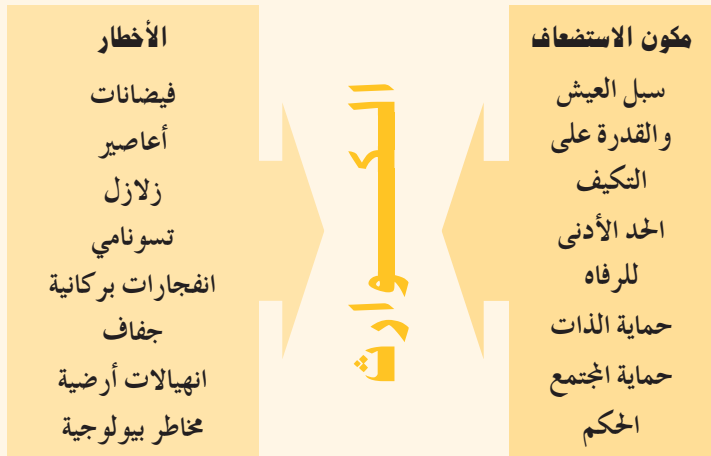 مكون الاستضعاف
سبل العيش
والقدرة على
التكيف
الحد الأدنى
للرفاه
حماية الذات
حماية المجتمع
الحكم
الكــوارث
الأخطار
فيضانات
أعاصير
زلازل
تسونامي
انفجارات بركانية
جفاف
انهيالات أرضية
مخاطر بيولوجية